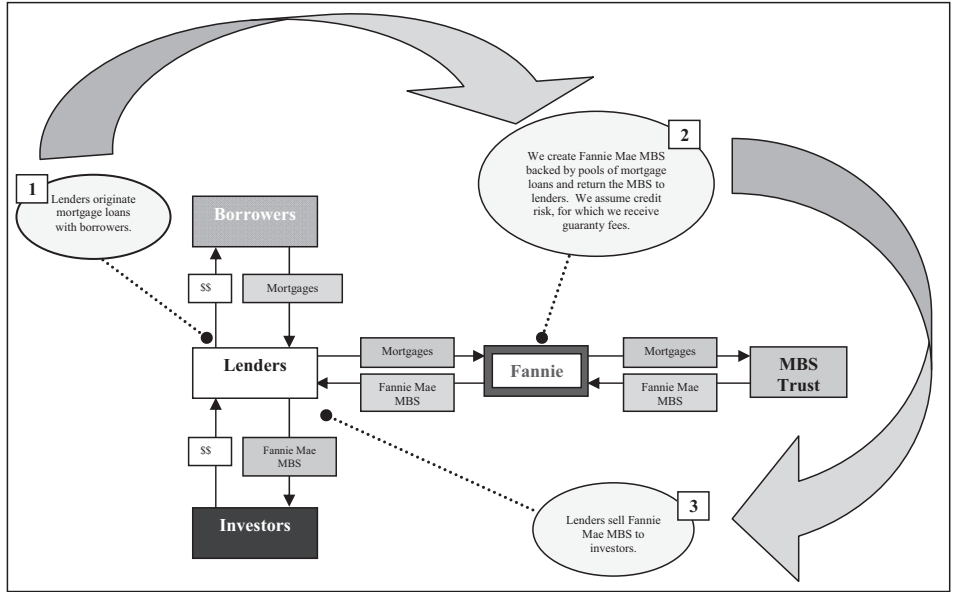 1
Lenders originate
mortgage loans
with borrowers.
2
We create Fannie Mae MBS
backed by pools of mortgage
loans and return the MBS to
lenders. We assume credit
risk, for which we receive
guaranty fees.
Borrowers
$$
Mortgages
Lenders
Mortgages
Fannie Mae
MBS
Fannie
Mortgages
Fannie Mae
MBS
MBS
Trust
$$
Fannie Mae
MBS
Investors
3
Lenders sell Fannie
Mae MBS to
investors.